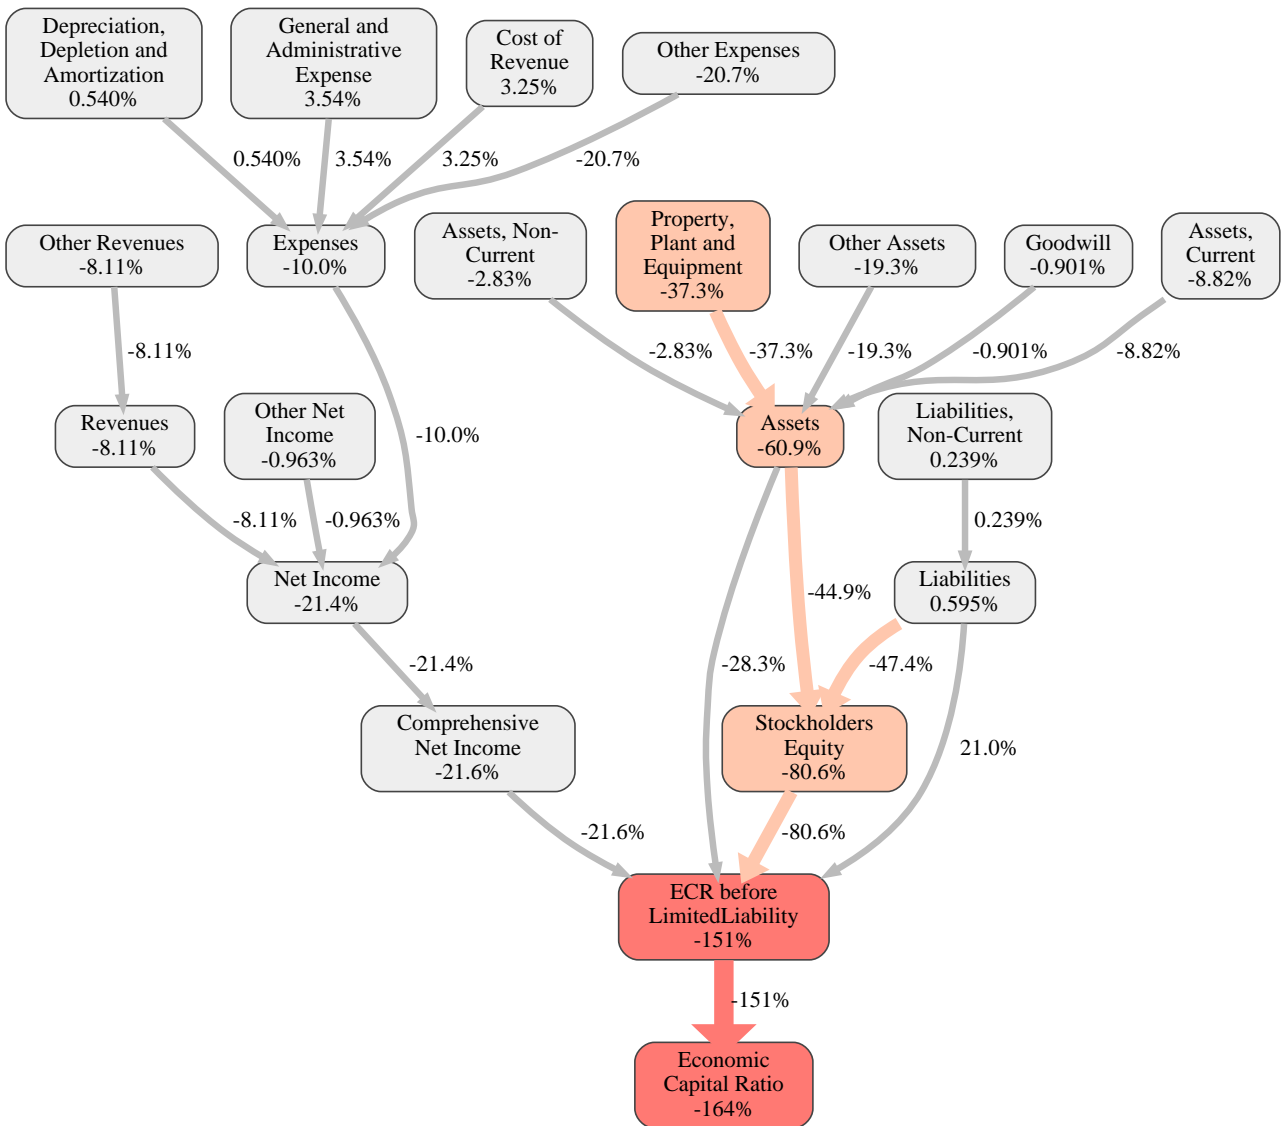 Depreciation,
Depletion and
Amortization
0.540%
General and
Administrative
Expense
3.54%
Cost of
Revenue
3.25%
Other Expenses
-20.7%
0.540%
3.54%
3.25%
-20.7%
Other Revenues
-8.11%
Expenses
-10.0%
Assets, Non-
Current
-2.83%
Property,
Plant and
Equipment
-37.3%
Other Assets
-19.3%
Goodwill
-0.901%
Assets,
Current
-8.82%
-8.11%
-2.83%
-37.3%
-19.3%
-0.901%
-8.82%
Revenues
-8.11%
Other Net
Income
-0.963%
-10.0%
Assets
-60.9%
Liabilities,
Non-Current
0.239%
-8.11%
-0.963%
0.239%
Net Income
-21.4%
-44.9%
Liabilities
0.595%
-21.4%
-28.3%
-47.4%
Comprehensive
Net Income
-21.6%
Stockholders
Equity
-80.6%
21.0%
-21.6%
-80.6%
ECR before
LimitedLiability
-151%
-151%
Economic
Capital Ratio
-164%